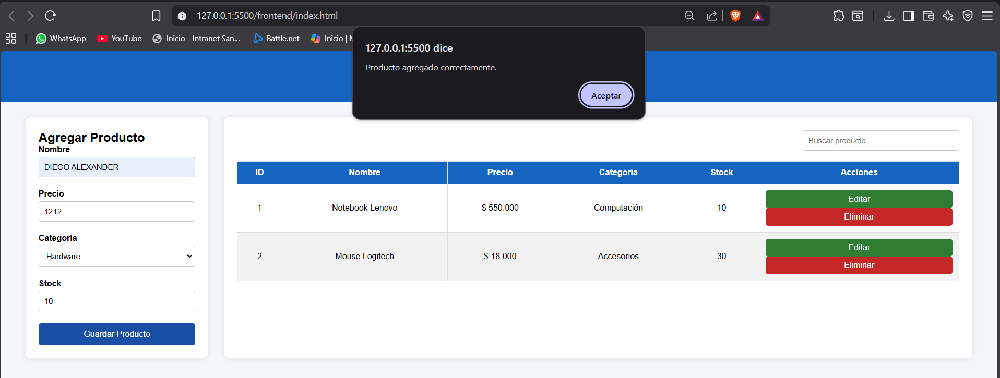 127.0.0.1:5500/frontend/index.html
WhatsApp
YouTube
Inicio - Intranet San...
Battle.net
Inicio |
127.0.0.1:5500 dice
Producto agregado correctamente.
Aceptar
Agregar Producto
Nombre
DIEGO ALEXANDER
Precio
1212
Categoría
Hardware
Stock
10
Guardar Producto
Buscar producto...
ID Nombre Precio Categoría Stock Acciones
1 Notebook Lenovo $ 550.000 Computación 10 Editar
Eliminar
2 Mouse Logitech $ 18.000 Accesorios 30 Editar
Eliminar